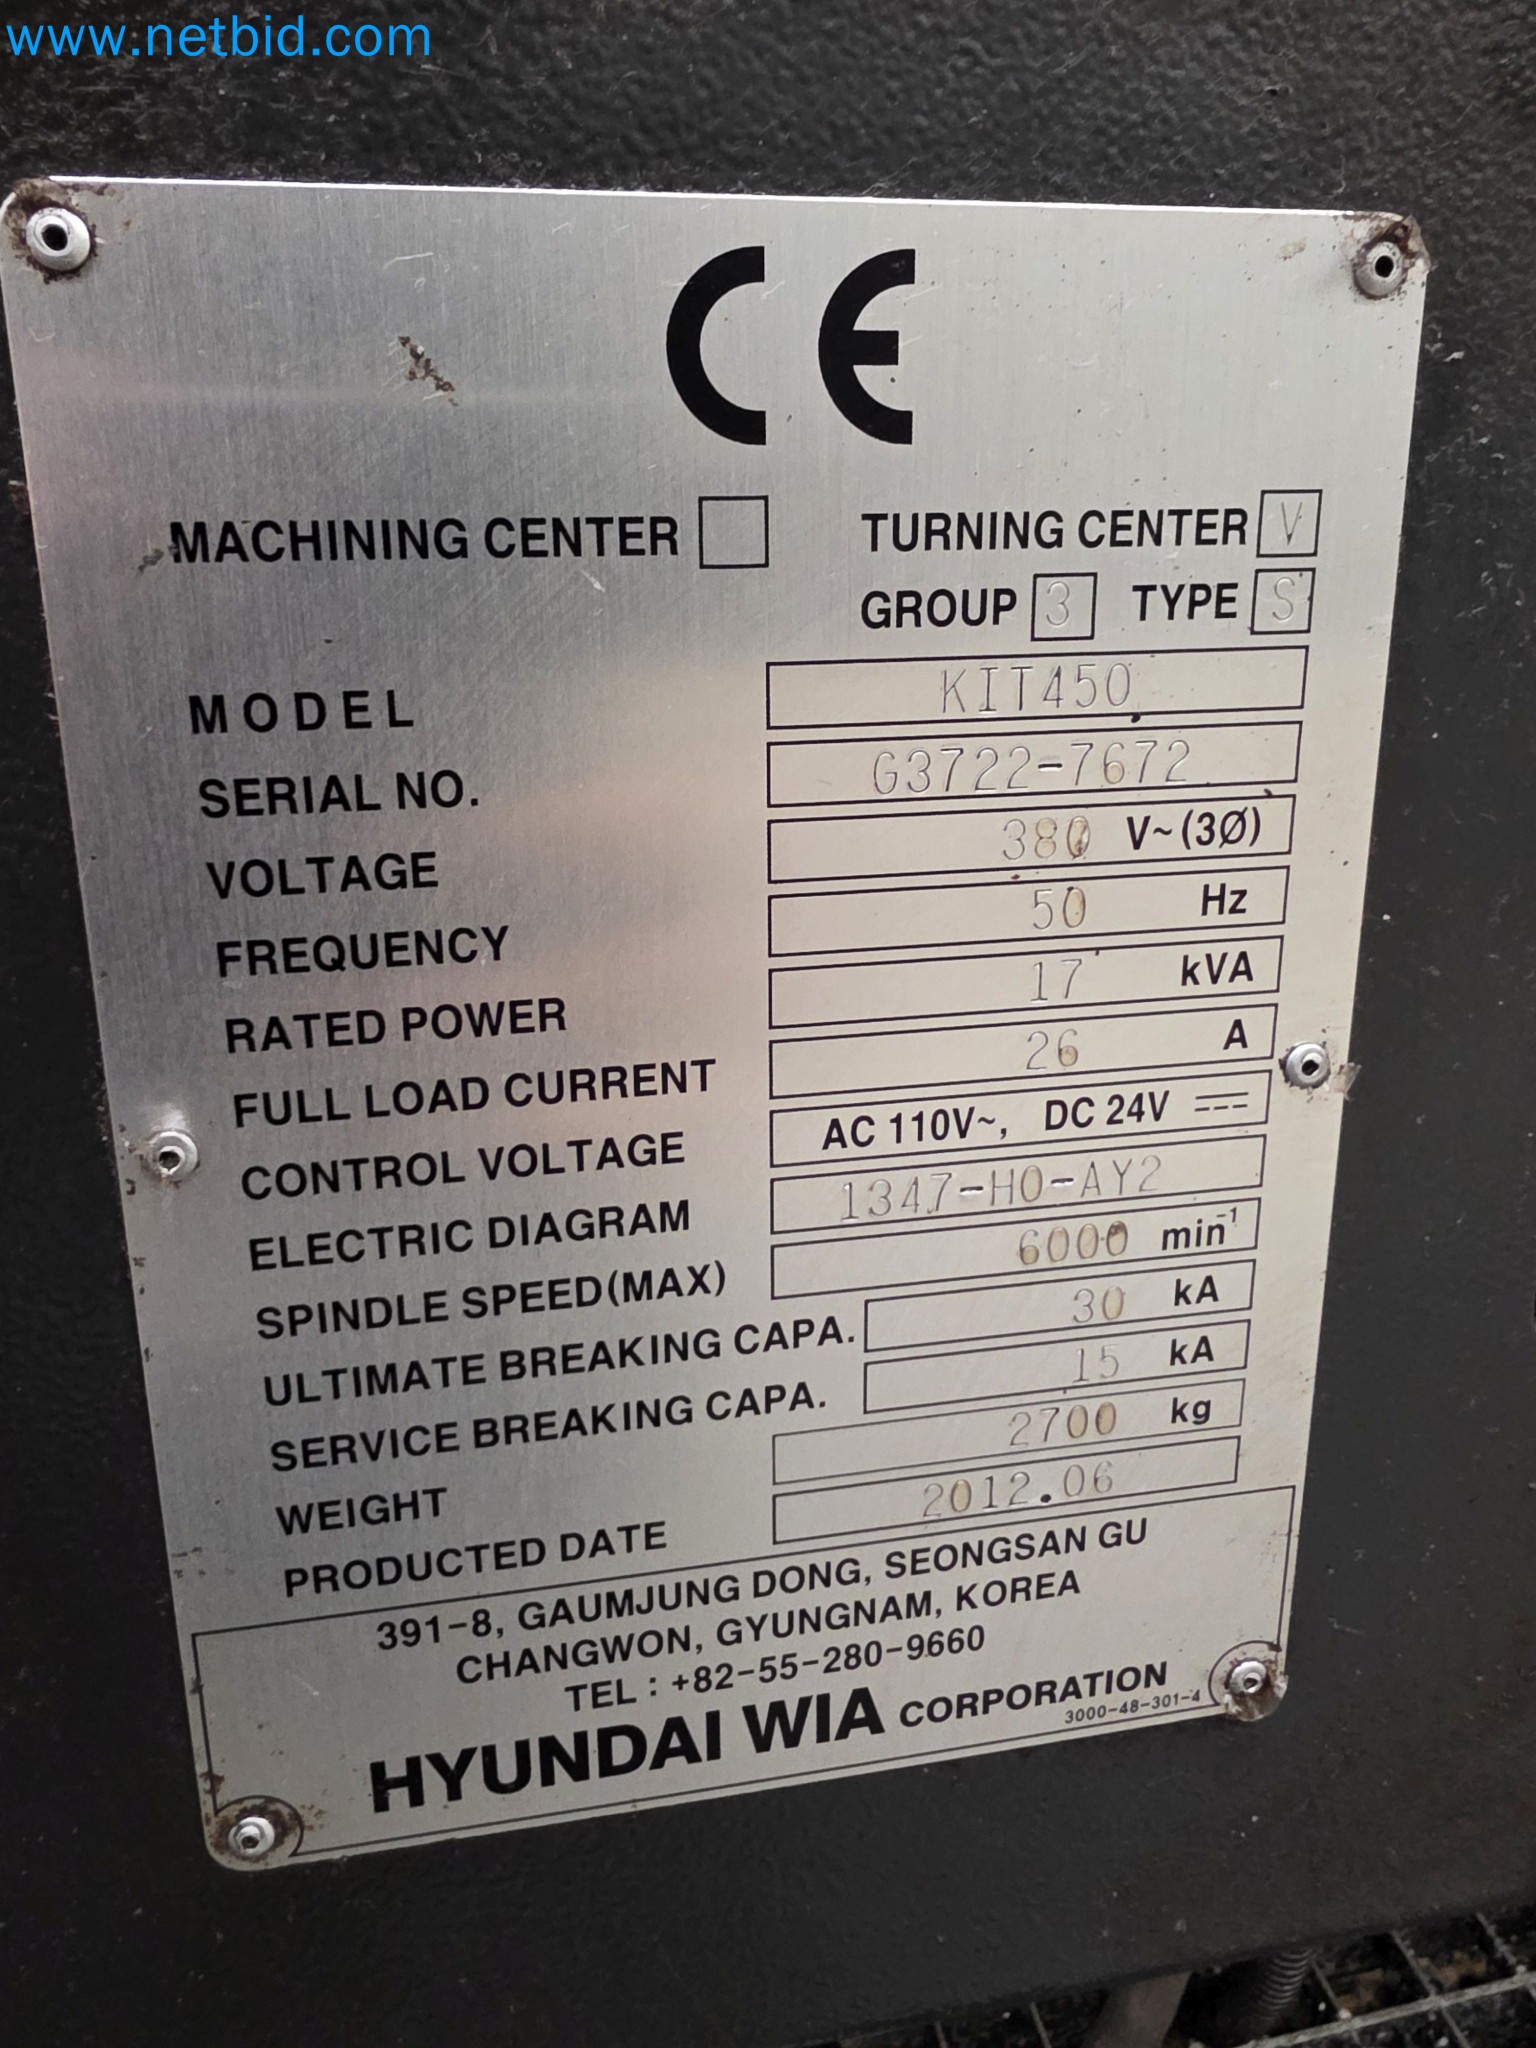 www.netbid.com
CE
MACHINING CENTER TURNING CENTER V
GROUP 3 TYPE S
MODEL KIT450
SERIAL NO. G3722-7672
VOLTAGE 380 V~(3Ø)
FREQUENCY 50 Hz
RATED POWER 17 kVA
FULL LOAD CURRENT 26 A
CONTROL VOLTAGE AC 110V~, DC 24V ⎓
ELECTRIC DIAGRAM 1347-HO-AY2
SPINDLE SPEED(MAX) 6000 min⁻¹
ULTIMATE BREAKING CAPA. 30 kA
SERVICE BREAKING CAPA. 15 kA
WEIGHT 2700 kg
PRODUCTED DATE 2012.06
391-8, GAUMJUNG DONG, SEONGSAN GU
CHANGWON, GYUNGNAM, KOREA
TEL : +82-55-280-9660
HYUNDAI WIA CORPORATION
3000-48-301-4